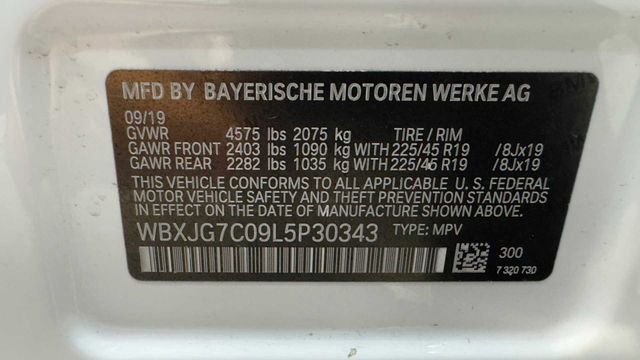 MFD BY BAYERISCHE MOTOREN WERKE AG
09/19
GVWR 4575 lbs 2075 kg TIRE / RIM
GAWR FRONT 2403 lbs 1090 kg WITH 225/45 R19 /8Jx19
GAWR REAR 2282 lbs 1035 kg WITH 225/45 R19 /8Jx19
THIS VEHICLE CONFORMS TO ALL APPLICABLE U. S. FEDERAL
MOTOR VEHICLE SAFETY AND THEFT PREVENTION STANDARDS
IN EFFECT ON THE DATE OF MANUFACTURE SHOWN ABOVE.
WBXJG7C09L5P30343 TYPE: MPV
300
7 320 730